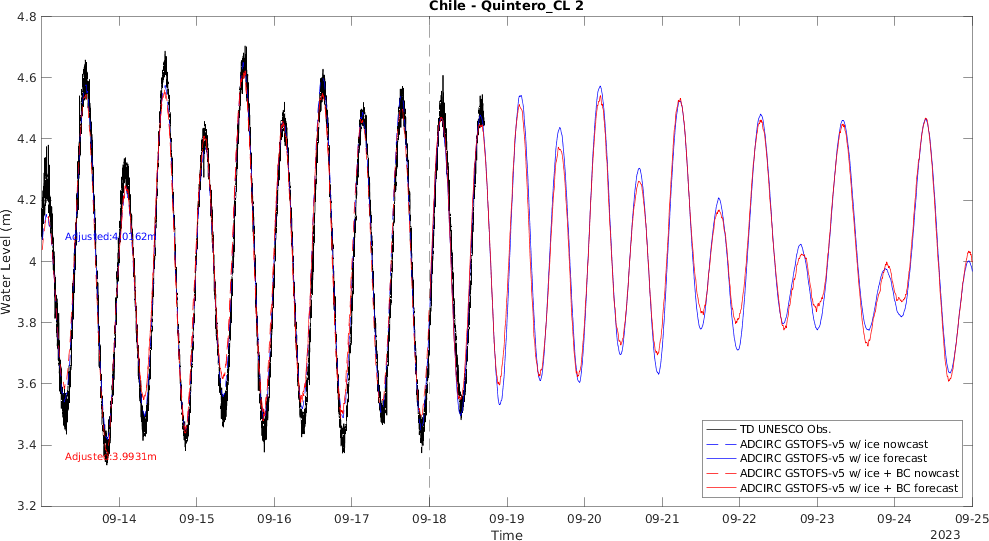 Chile - Quintero_CL 2
4.8
4.6
4.4
4.2
4
3.8
3.6
3.4
3.2
Water Level (m)
Adjusted:4.0162m
Adjusted:3.9931m
TD UNESCO Obs.
ADCIRC GSTOFS-v5 w/ ice nowcast
ADCIRC GSTOFS-v5 w/ ice forecast
ADCIRC GSTOFS-v5 w/ ice + BC nowcast
ADCIRC GSTOFS-v5 w/ ice + BC forecast
09-14 09-15 09-16 09-17 09-18 09-19 09-20 09-21 09-22 09-23 09-24 09-25
Time
2023